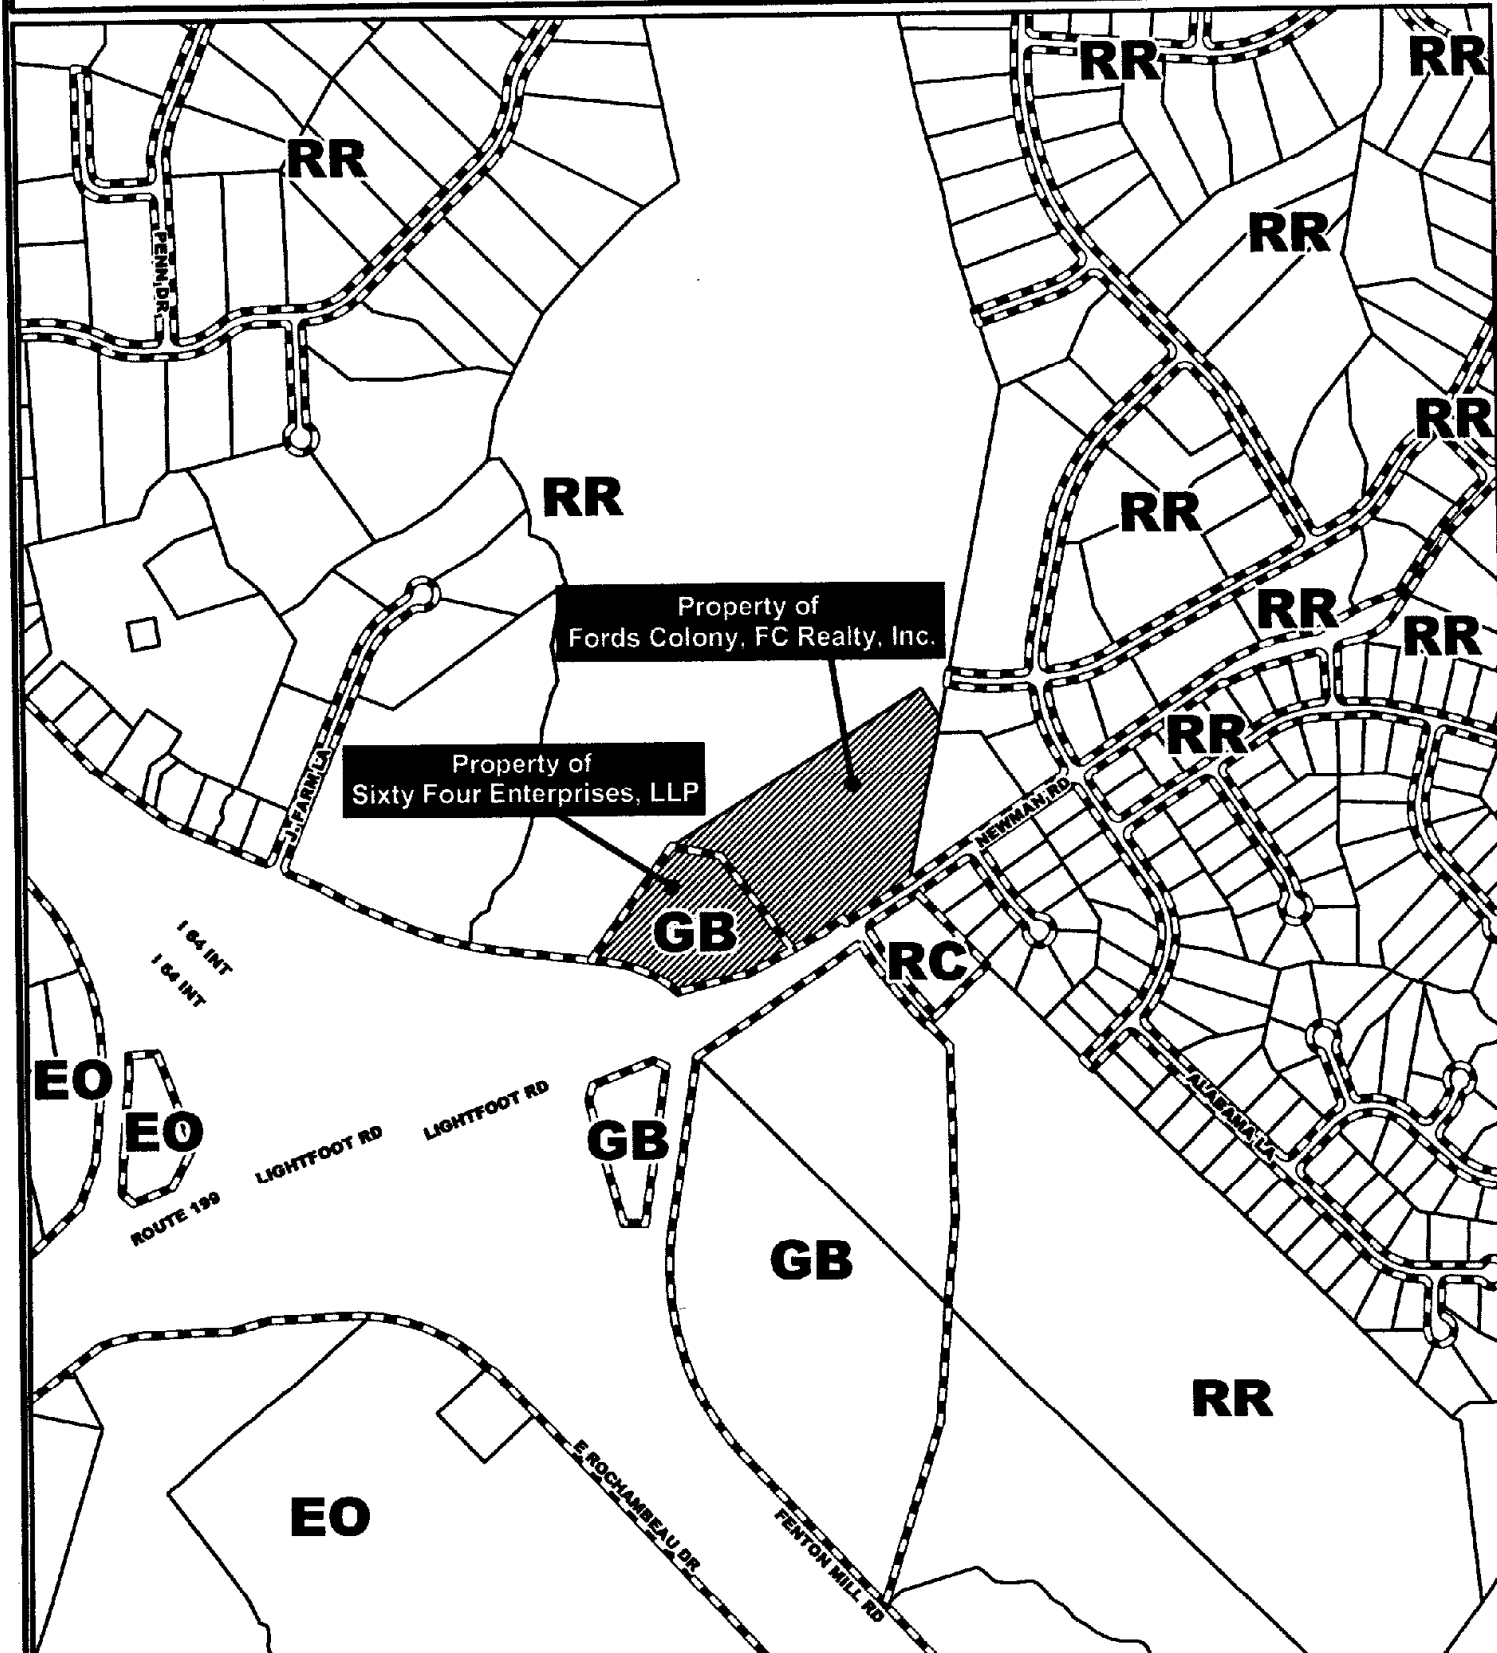 RR
RR
RR
RR
PENN DR
RR
RR
RR
RR
Property of
Fords Colony, FC Realty, Inc.
RR
RR
RR
Property of
Sixty Four Enterprises, LLP
NEWMAN RD
GB
RC
I 64 INT
I 64 INT
EO
EO
ALABAMA LA
LIGHTFOOT RD
LIGHTFOOT RD
GB
ROUTE 199
GB
RR
EO
E ROCHAMBEAU DR
FENTON MILL RD